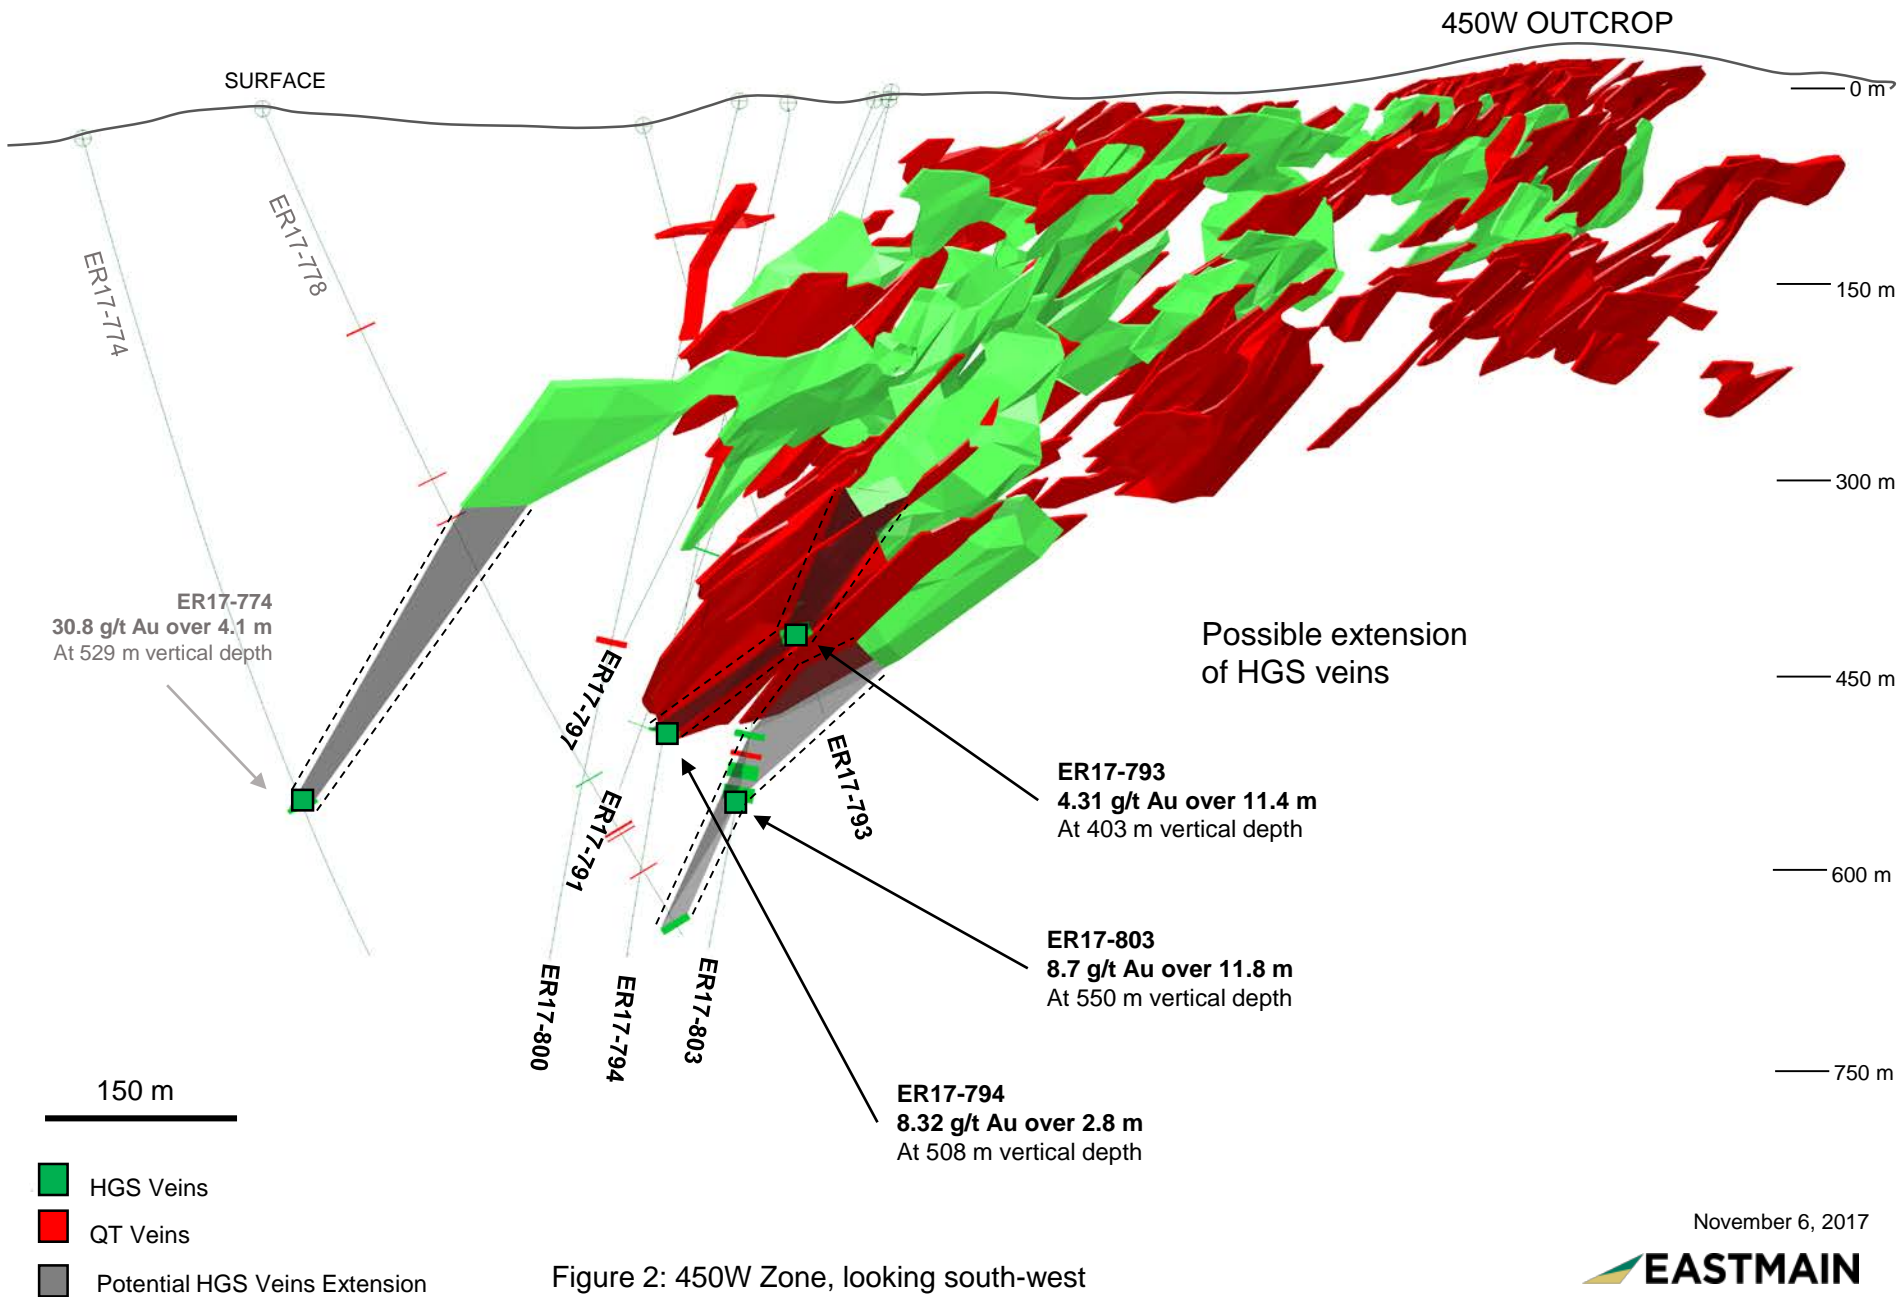 450W OUTCROP
SURFACE
0 m
150 m
300 m
450 m
600 m
750 m
ER17-774
ER17-778
ER17-774
30.8 g/t Au over 4.1 m
At 529 m vertical depth
Possible extension
of HGS veins
ER17-797
ER17-791
ER17-793
ER17-800
ER17-794
ER17-803
ER17-793
4.31 g/t Au over 11.4 m
At 403 m vertical depth
ER17-803
8.7 g/t Au over 11.8 m
At 550 m vertical depth
ER17-794
8.32 g/t Au over 2.8 m
At 508 m vertical depth
150 m
HGS Veins
QT Veins
Potential HGS Veins Extension
Figure 2: 450W Zone, looking south-west
November 6, 2017
EASTMAIN